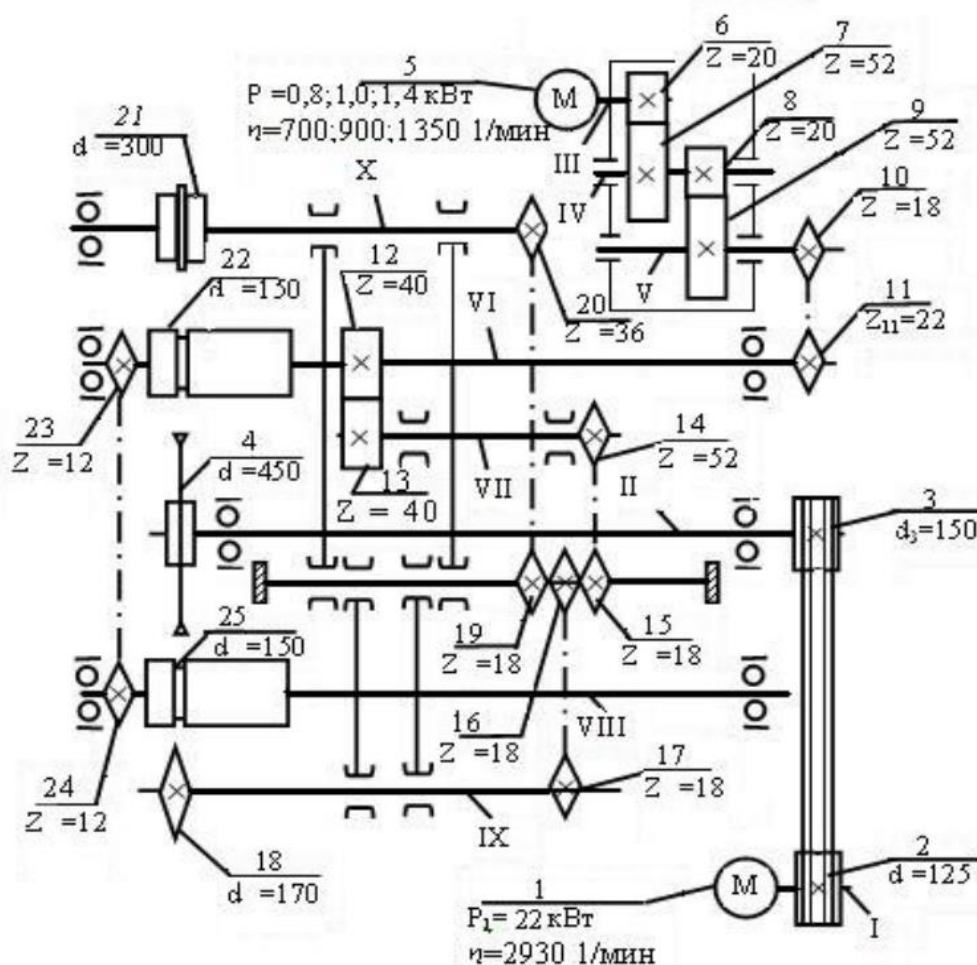 5
P =0,8;1,0;1,4 кВт
n=700;900;1350 1/мин
М
6
Z =20
7
Z =52
8
Z =20
9
Z =52
III
IV
V
10
Z =18
21
d =300
X
22
d =150
12
Z =40
VI
20
Z =36
11
Z₁₁=22
23
Z =12
4
d =450
13
Z = 40
VII
14
Z =52
II
3
d₃=150
25
d =150
19
Z =18
15
Z =18
16
Z =18
VIII
17
Z =18
24
Z =12
IX
18
d =170
1
P₁= 22 кВт
n=2930 1/мин
М
2
d =125
I